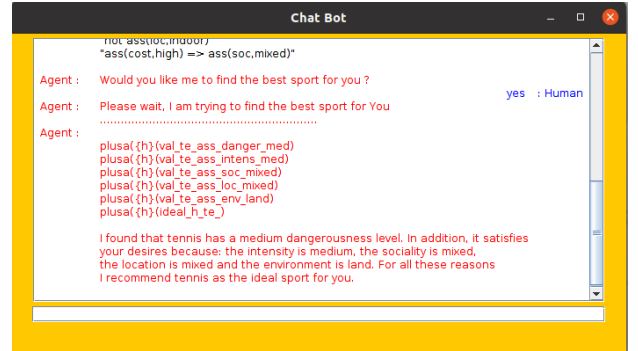 Chat Bot
"not ass(loc,indoor)
"ass(cost,high) => ass(soc,mixed)"
Agent : Would you like me to find the best sport for you ?
yes : Human
Agent : Please wait, I am trying to find the best sport for You
..............................................................
Agent :
plusa({h}(val_te_ass_danger_med)
plusa({h}(val_te_ass_intens_med)
plusa({h}(val_te_ass_soc_mixed)
plusa({h}(val_te_ass_loc_mixed)
plusa({h}(val_te_ass_env_land)
plusa({h}(ideal_h_te_)
I found that tennis has a medium dangerousness level. In addition, it satisfies
your desires because: the intensity is medium, the sociality is mixed,
the location is mixed and the environment is land. For all these reasons
I recommend tennis as the ideal sport for you.